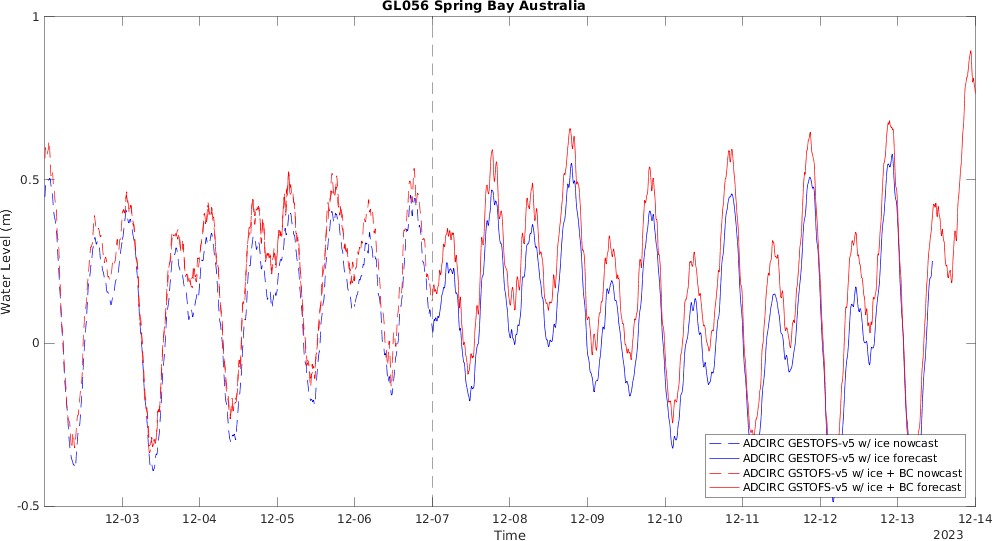 GL056 Spring Bay Australia
Water Level (m)
1
0.5
0
-0.5
12-03 12-04 12-05 12-06 12-07 12-08 12-09 12-10 12-11 12-12 12-13 12-14
Time
2023
ADCIRC GESTOFS-v5 w/ ice nowcast
ADCIRC GESTOFS-v5 w/ ice forecast
ADCIRC GSTOFS-v5 w/ ice + BC nowcast
ADCIRC GSTOFS-v5 w/ ice + BC forecast